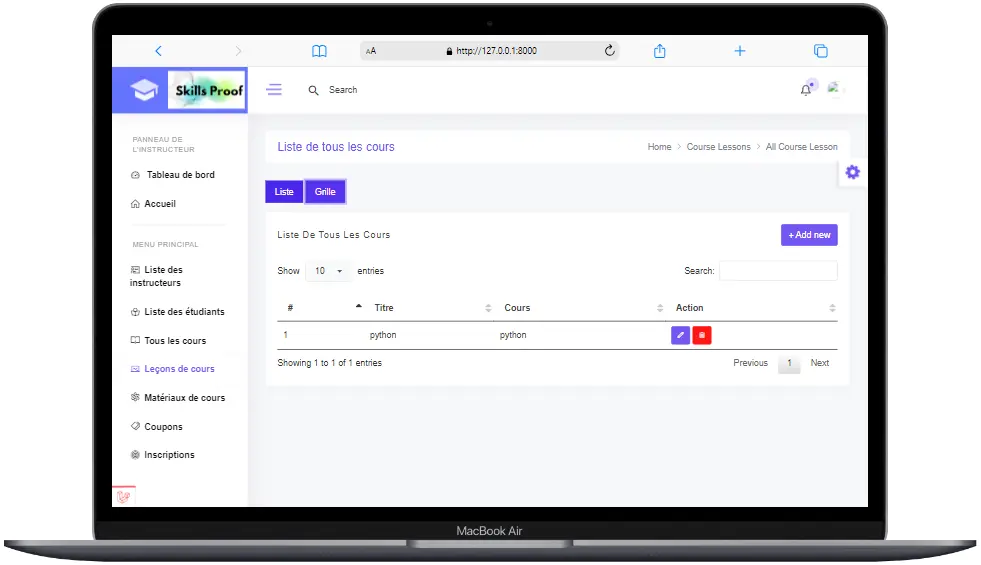 AA http://127.0.0.1:8000
Skills Proof
Search
PANNEAU DE
L'INSTRUCTEUR
Tableau de bord
Accueil
MENU PRINCIPAL
Liste des
instructeurs
Liste des étudiants
Tous les cours
Leçons de cours
Matériaux de cours
Coupons
Inscriptions
Liste de tous les cours
Home > Course Lessons > All Course Lesson
Liste Grille
Liste De Tous Les Cours
+ Add new
Show 10 entries
Search:
# Titre Cours Action
1 python python
Showing 1 to 1 of 1 entries
Previous 1 Next
MacBook Air